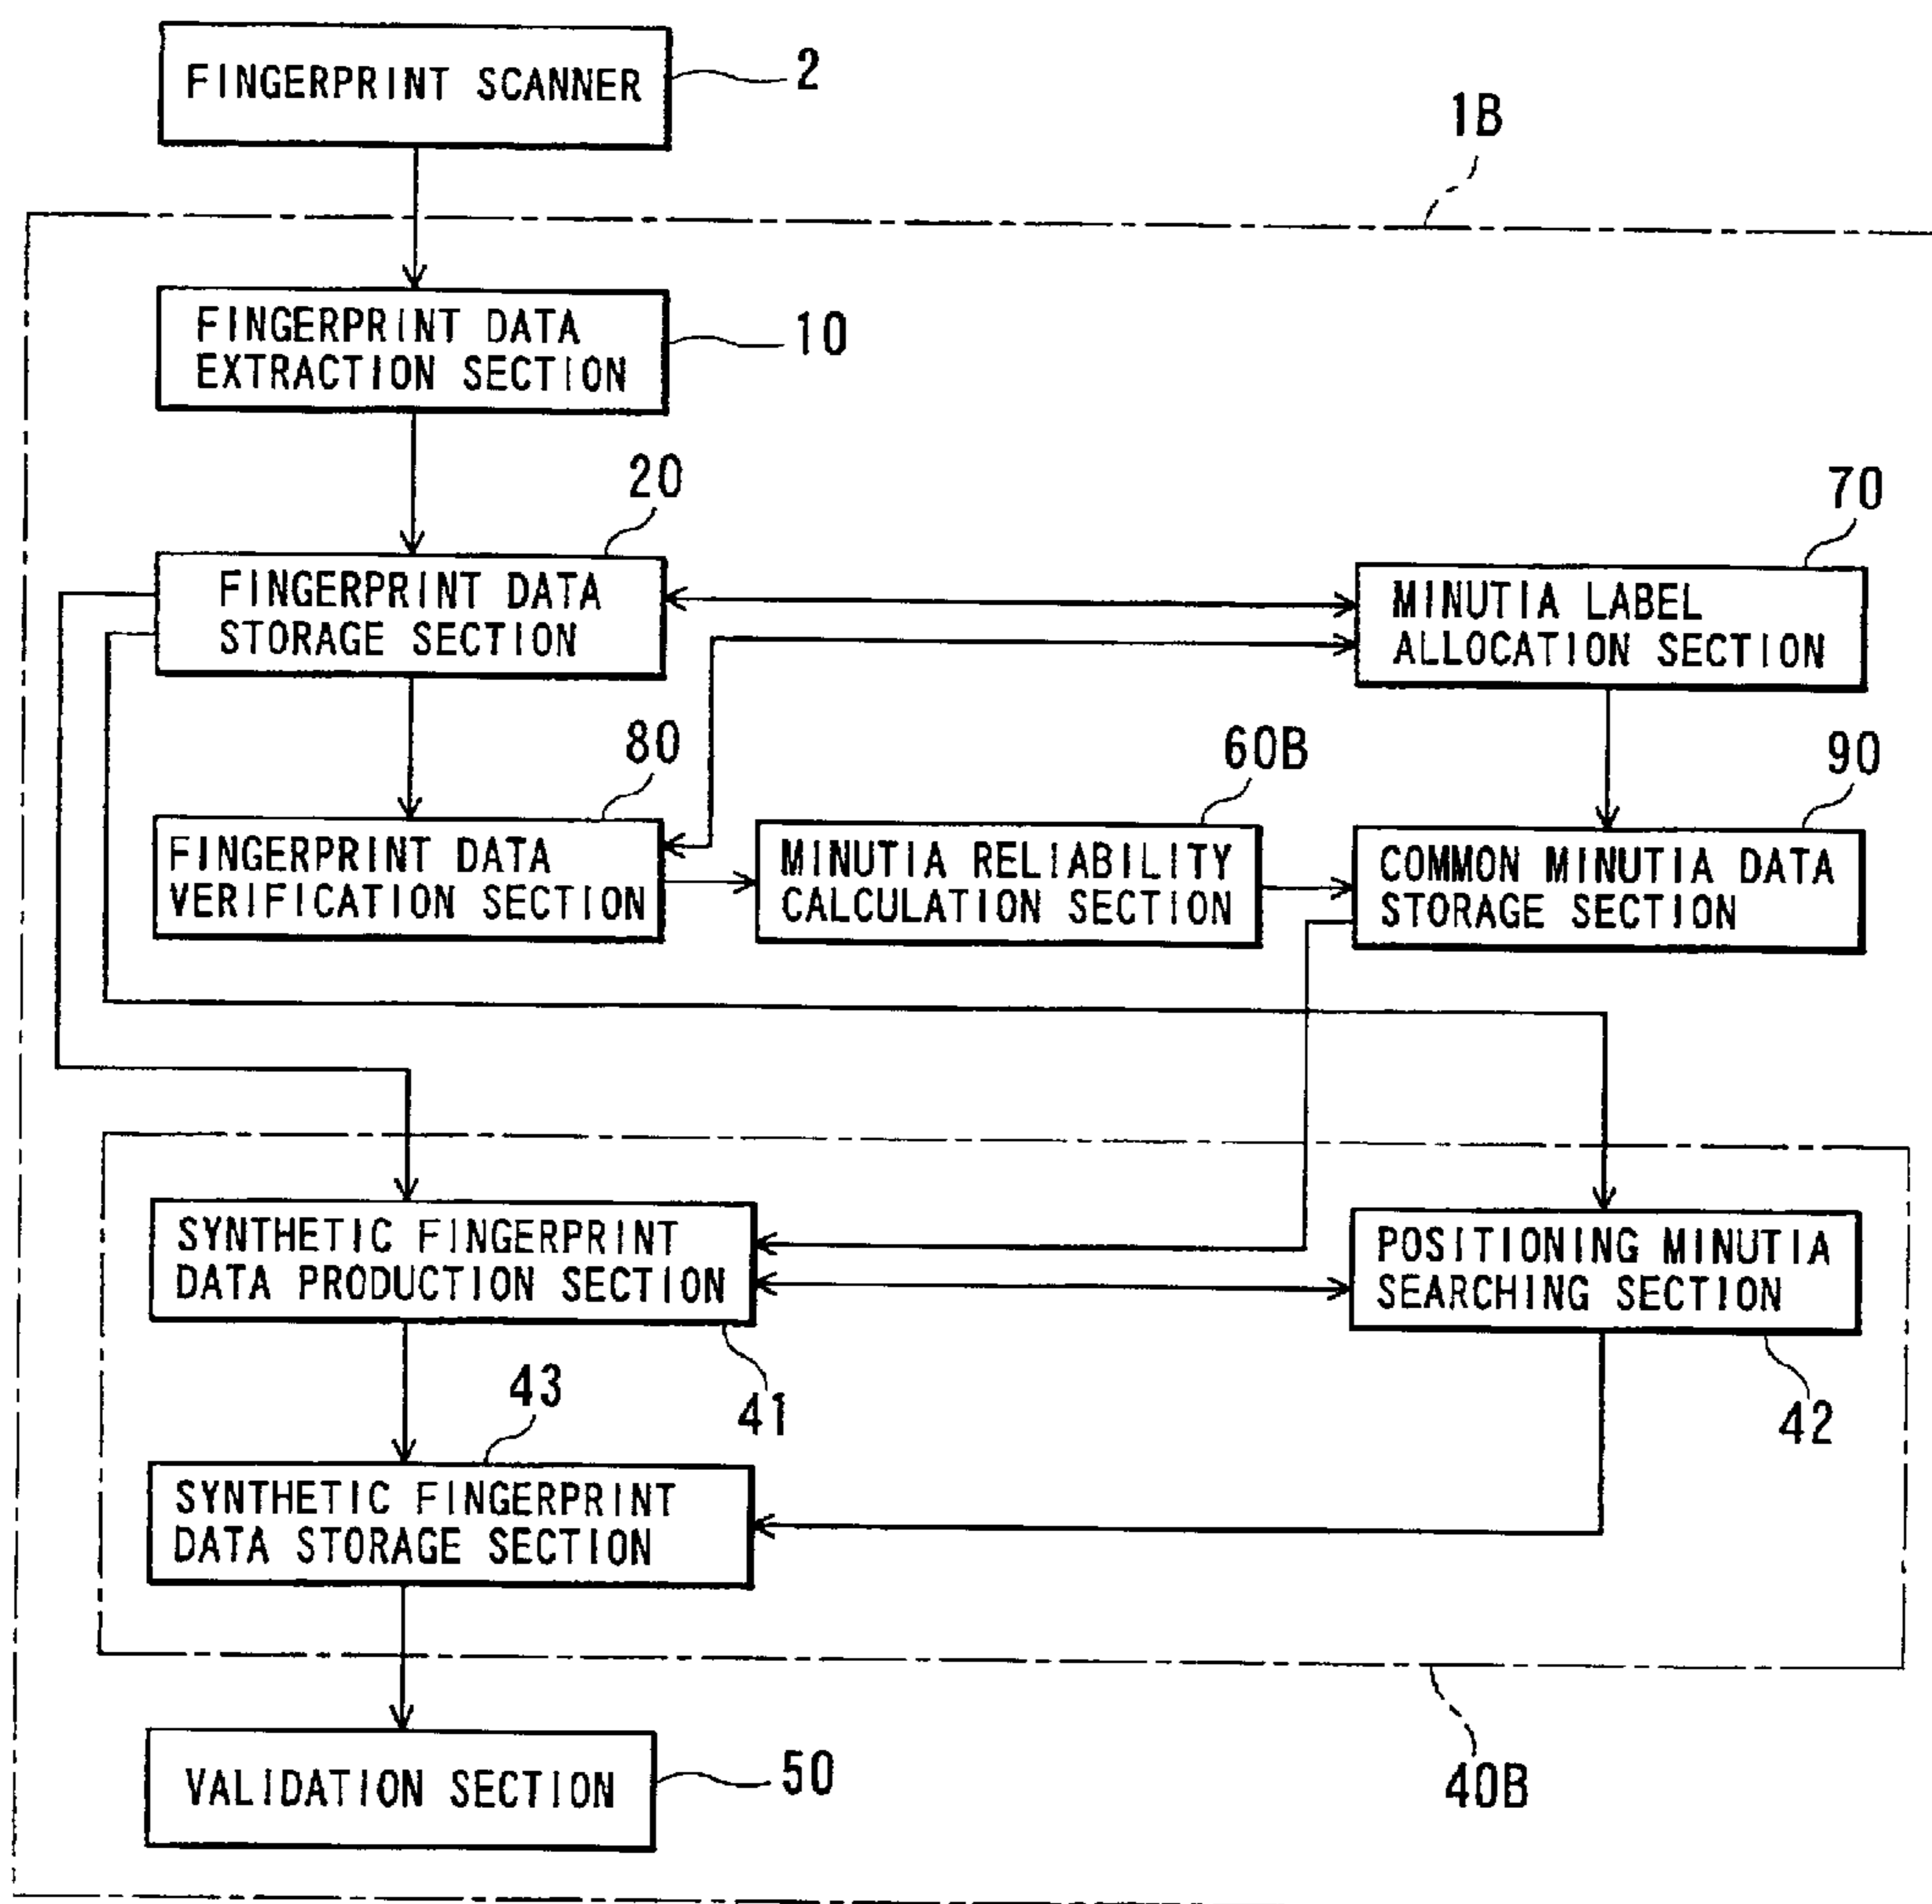 FINGERPRINT SCANNER
2
1B
FINGERPRINT DATA
EXTRACTION SECTION
10
20
70
FINGERPRINT DATA
STORAGE SECTION
MINUTIA LABEL
ALLOCATION SECTION
80
60B
90
FINGERPRINT DATA
VERIFICATION SECTION
MINUTIA RELIABILITY
CALCULATION SECTION
COMMON MINUTIA DATA
STORAGE SECTION
SYNTHETIC FINGERPRINT
DATA PRODUCTION SECTION
POSITIONING MINUTIA
SEARCHING SECTION
43
41
42
SYNTHETIC FINGERPRINT
DATA STORAGE SECTION
VALIDATION SECTION
50
40B